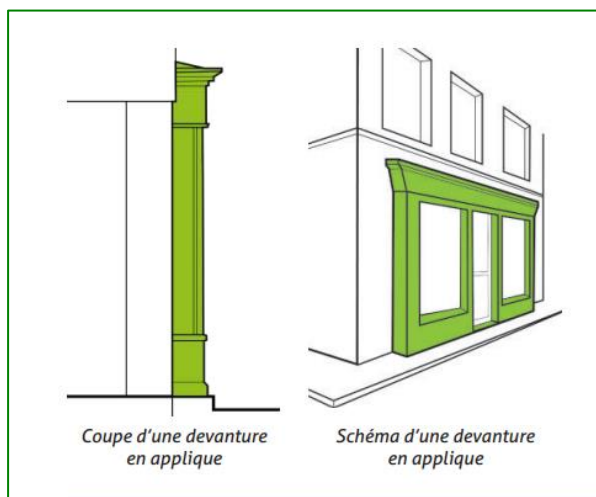 Coupe d'une devanture
en applique
Schéma d'une devanture
en applique